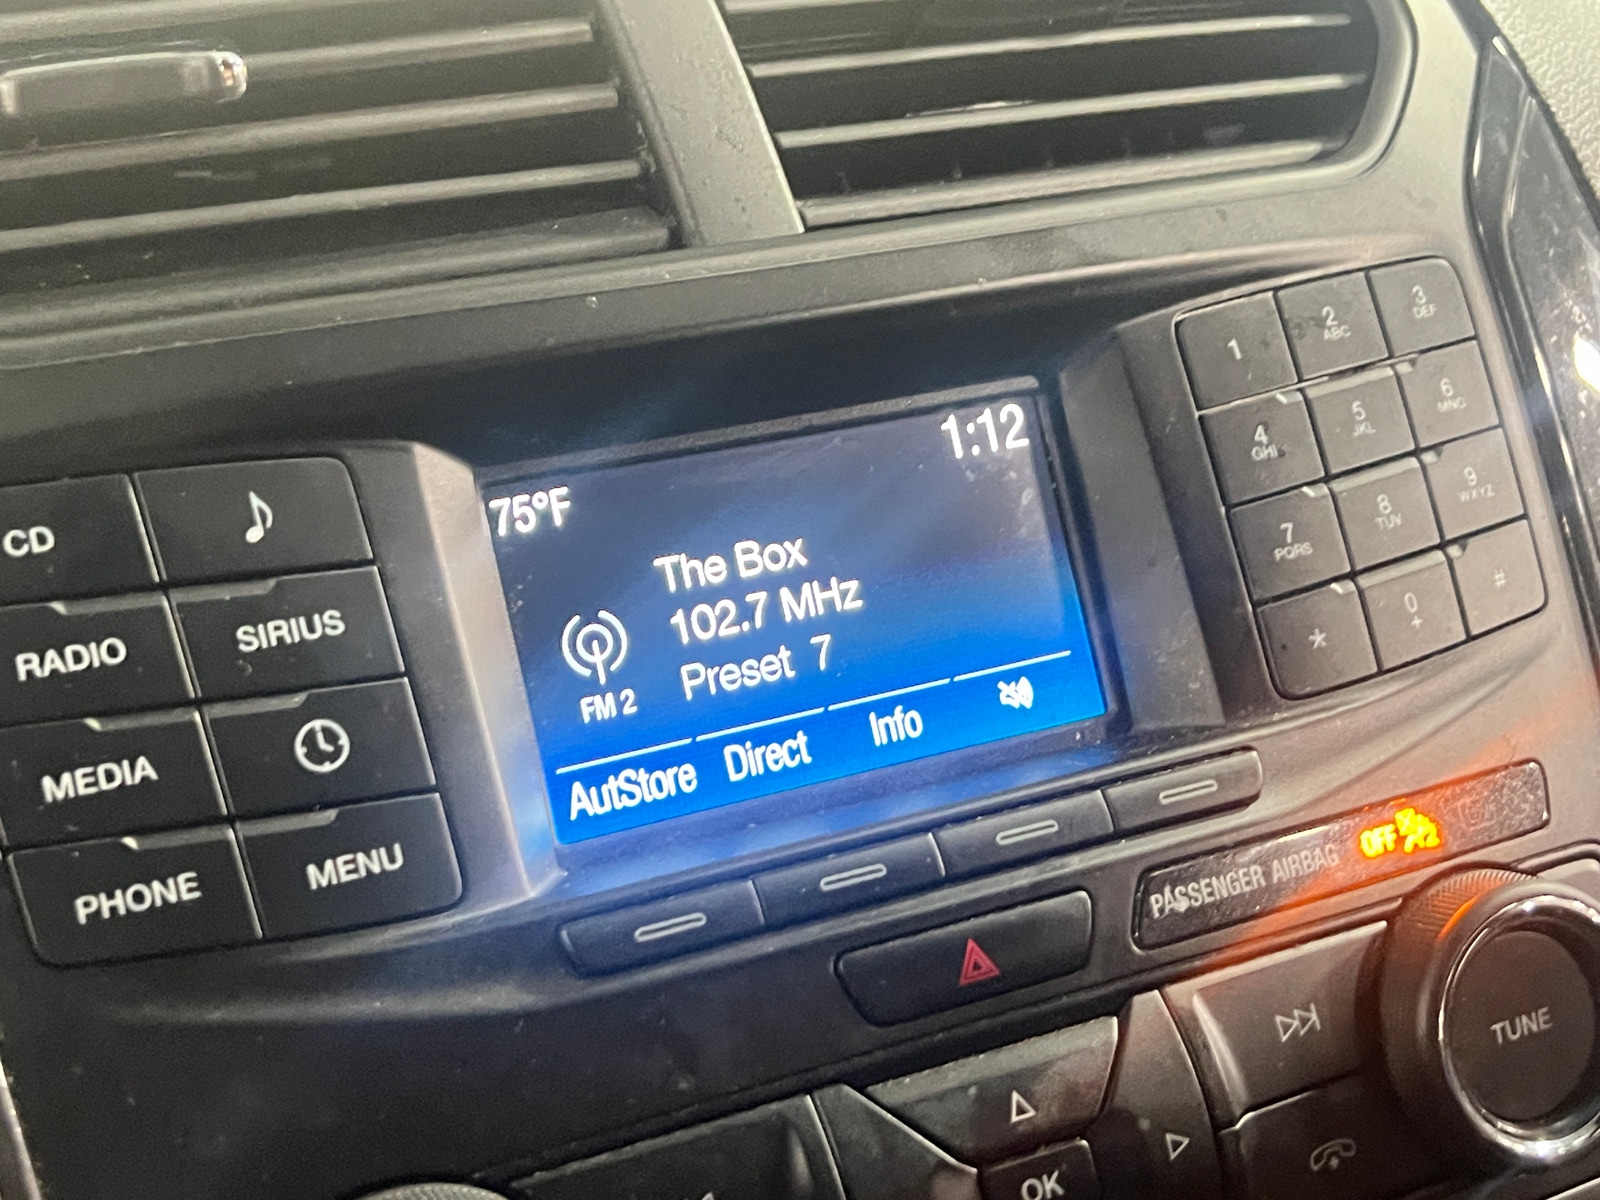 1:12
75°F
The Box
102.7 MHz
Preset 7
FM 2
AutStore Direct Info
CD
RADIO SIRIUS
MEDIA
PHONE MENU
1 2 ABC 3 DEF
4 GHI 5 JKL 6 MNO
7 PQRS 8 TUV 9 WXYZ
* 0 + #
PASSENGER AIRBAG OFF
TUNE
OK